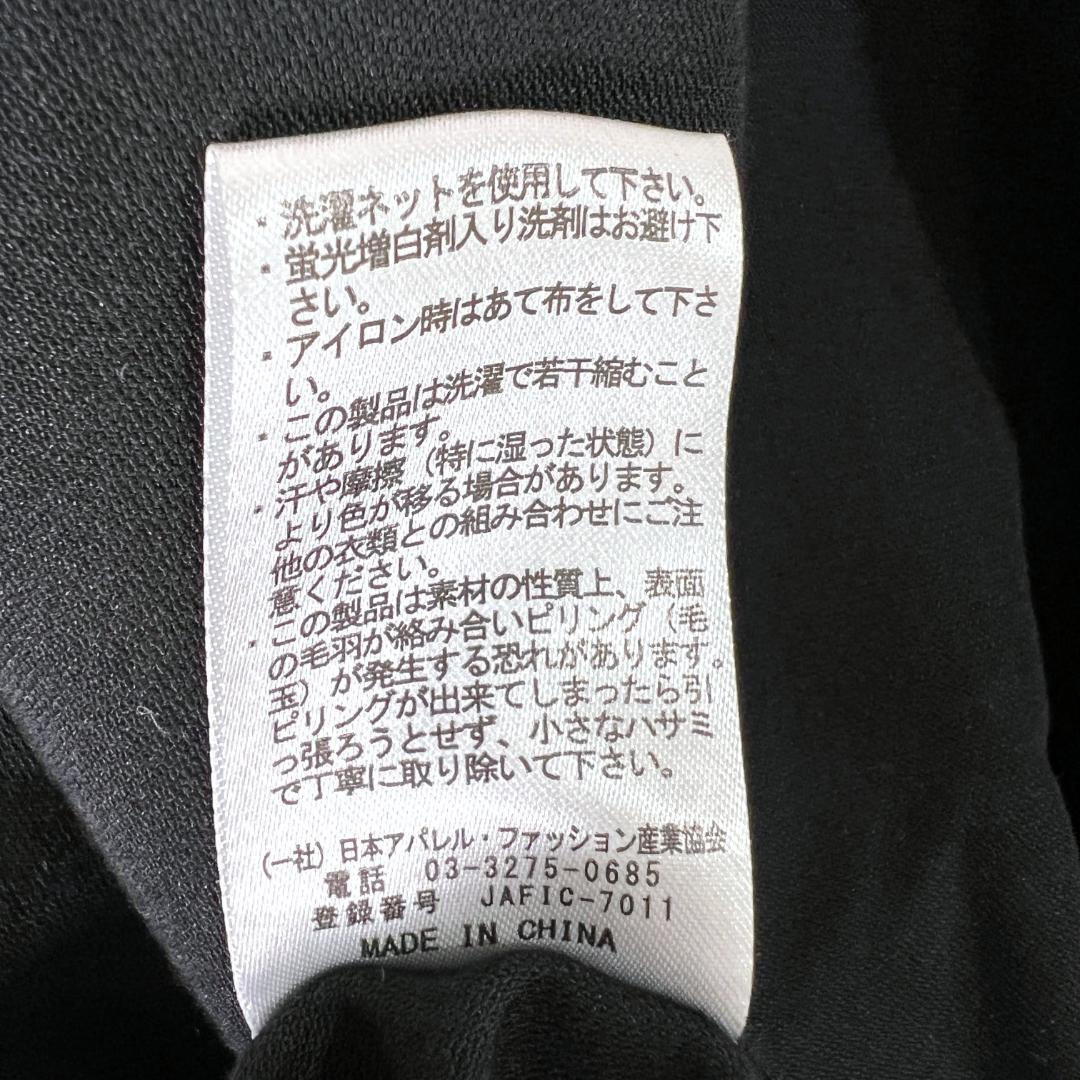 ・洗濯ネットを使用して下さい。
・蛍光増白剤入り洗剤はお避け下
さい。
・アイロン時はあて布をして下さ
い。
・この製品は洗濯で若干縮むこと
があります。
・汗や摩擦（特に湿った状態）に
より色が移る場合があります。
他の衣類との組み合わせにご注
意ください。
・この製品は素材の性質上、表面
の毛羽が絡み合いピリング（毛
玉）が発生する恐れがあります。
ピリングが出来てしまったら引
っ張ろうとせず、小さなハサミ
で丁寧に取り除いて下さい。
(一社) 日本アパレル・ファッション産業協会
電話 03-3275-0685
登録番号 JAFIC-7011
MADE IN CHINA